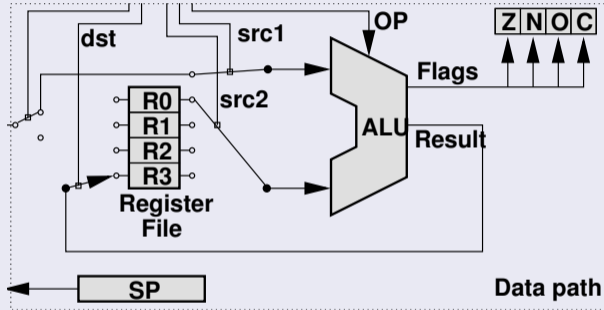 OP
Z N O C
dst
src1
Flags
R0
src2
R1
ALU
Result
R2
R3
Register
File
SP
Data path